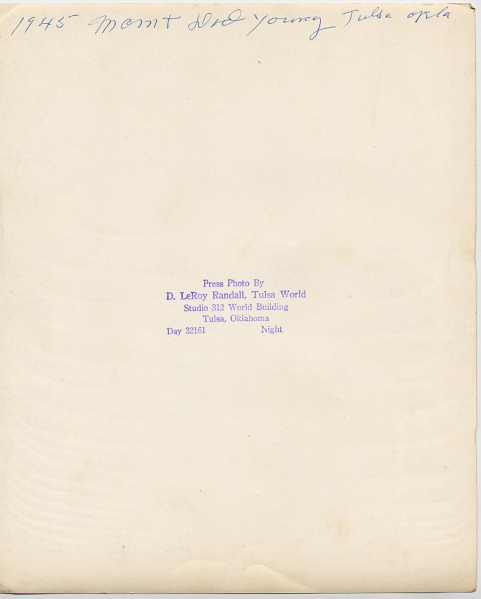 1945 Mom + Dad Young Tulsa okla
Press Photo By
D. LeRoy Randall, Tulsa World
Studio 312 World Building
Tulsa, Oklahoma
Day 32161 Night